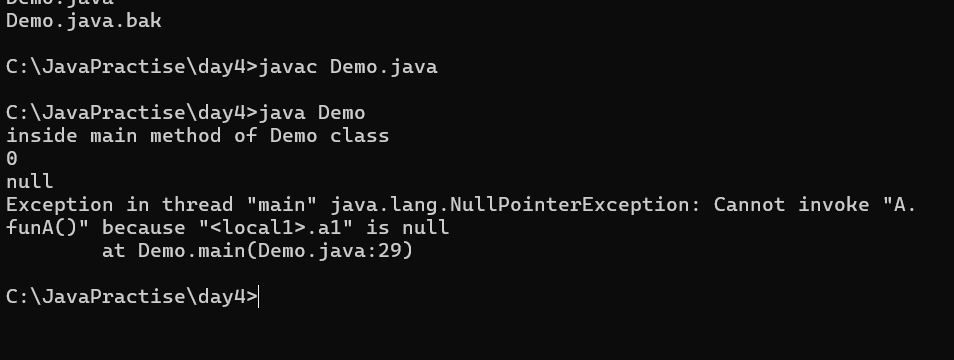 Demo.java
Demo.java.bak
C:\JavaPractise\day4>javac Demo.java
C:\JavaPractise\day4>java Demo
inside main method of Demo class
0
null
Exception in thread "main" java.lang.NullPointerException: Cannot invoke "A.
funA()" because "<local1>.a1" is null
        at Demo.main(Demo.java:29)
C:\JavaPractise\day4>